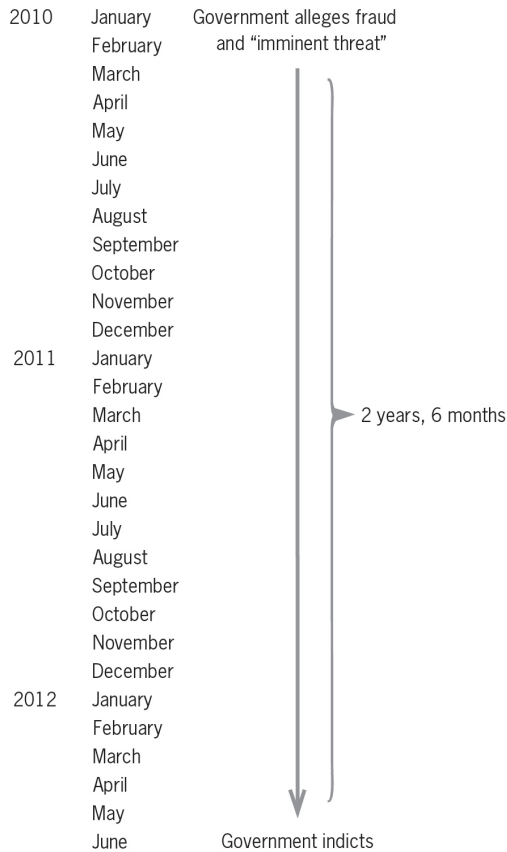 2010 January Government alleges fraud
February and “imminent threat”
March
April
May
June
July
August
September
October
November
December
2011 January
February
March 2 years, 6 months
April
May
June
July
August
September
October
November
December
2012 January
February
March
April
May
June Government indicts